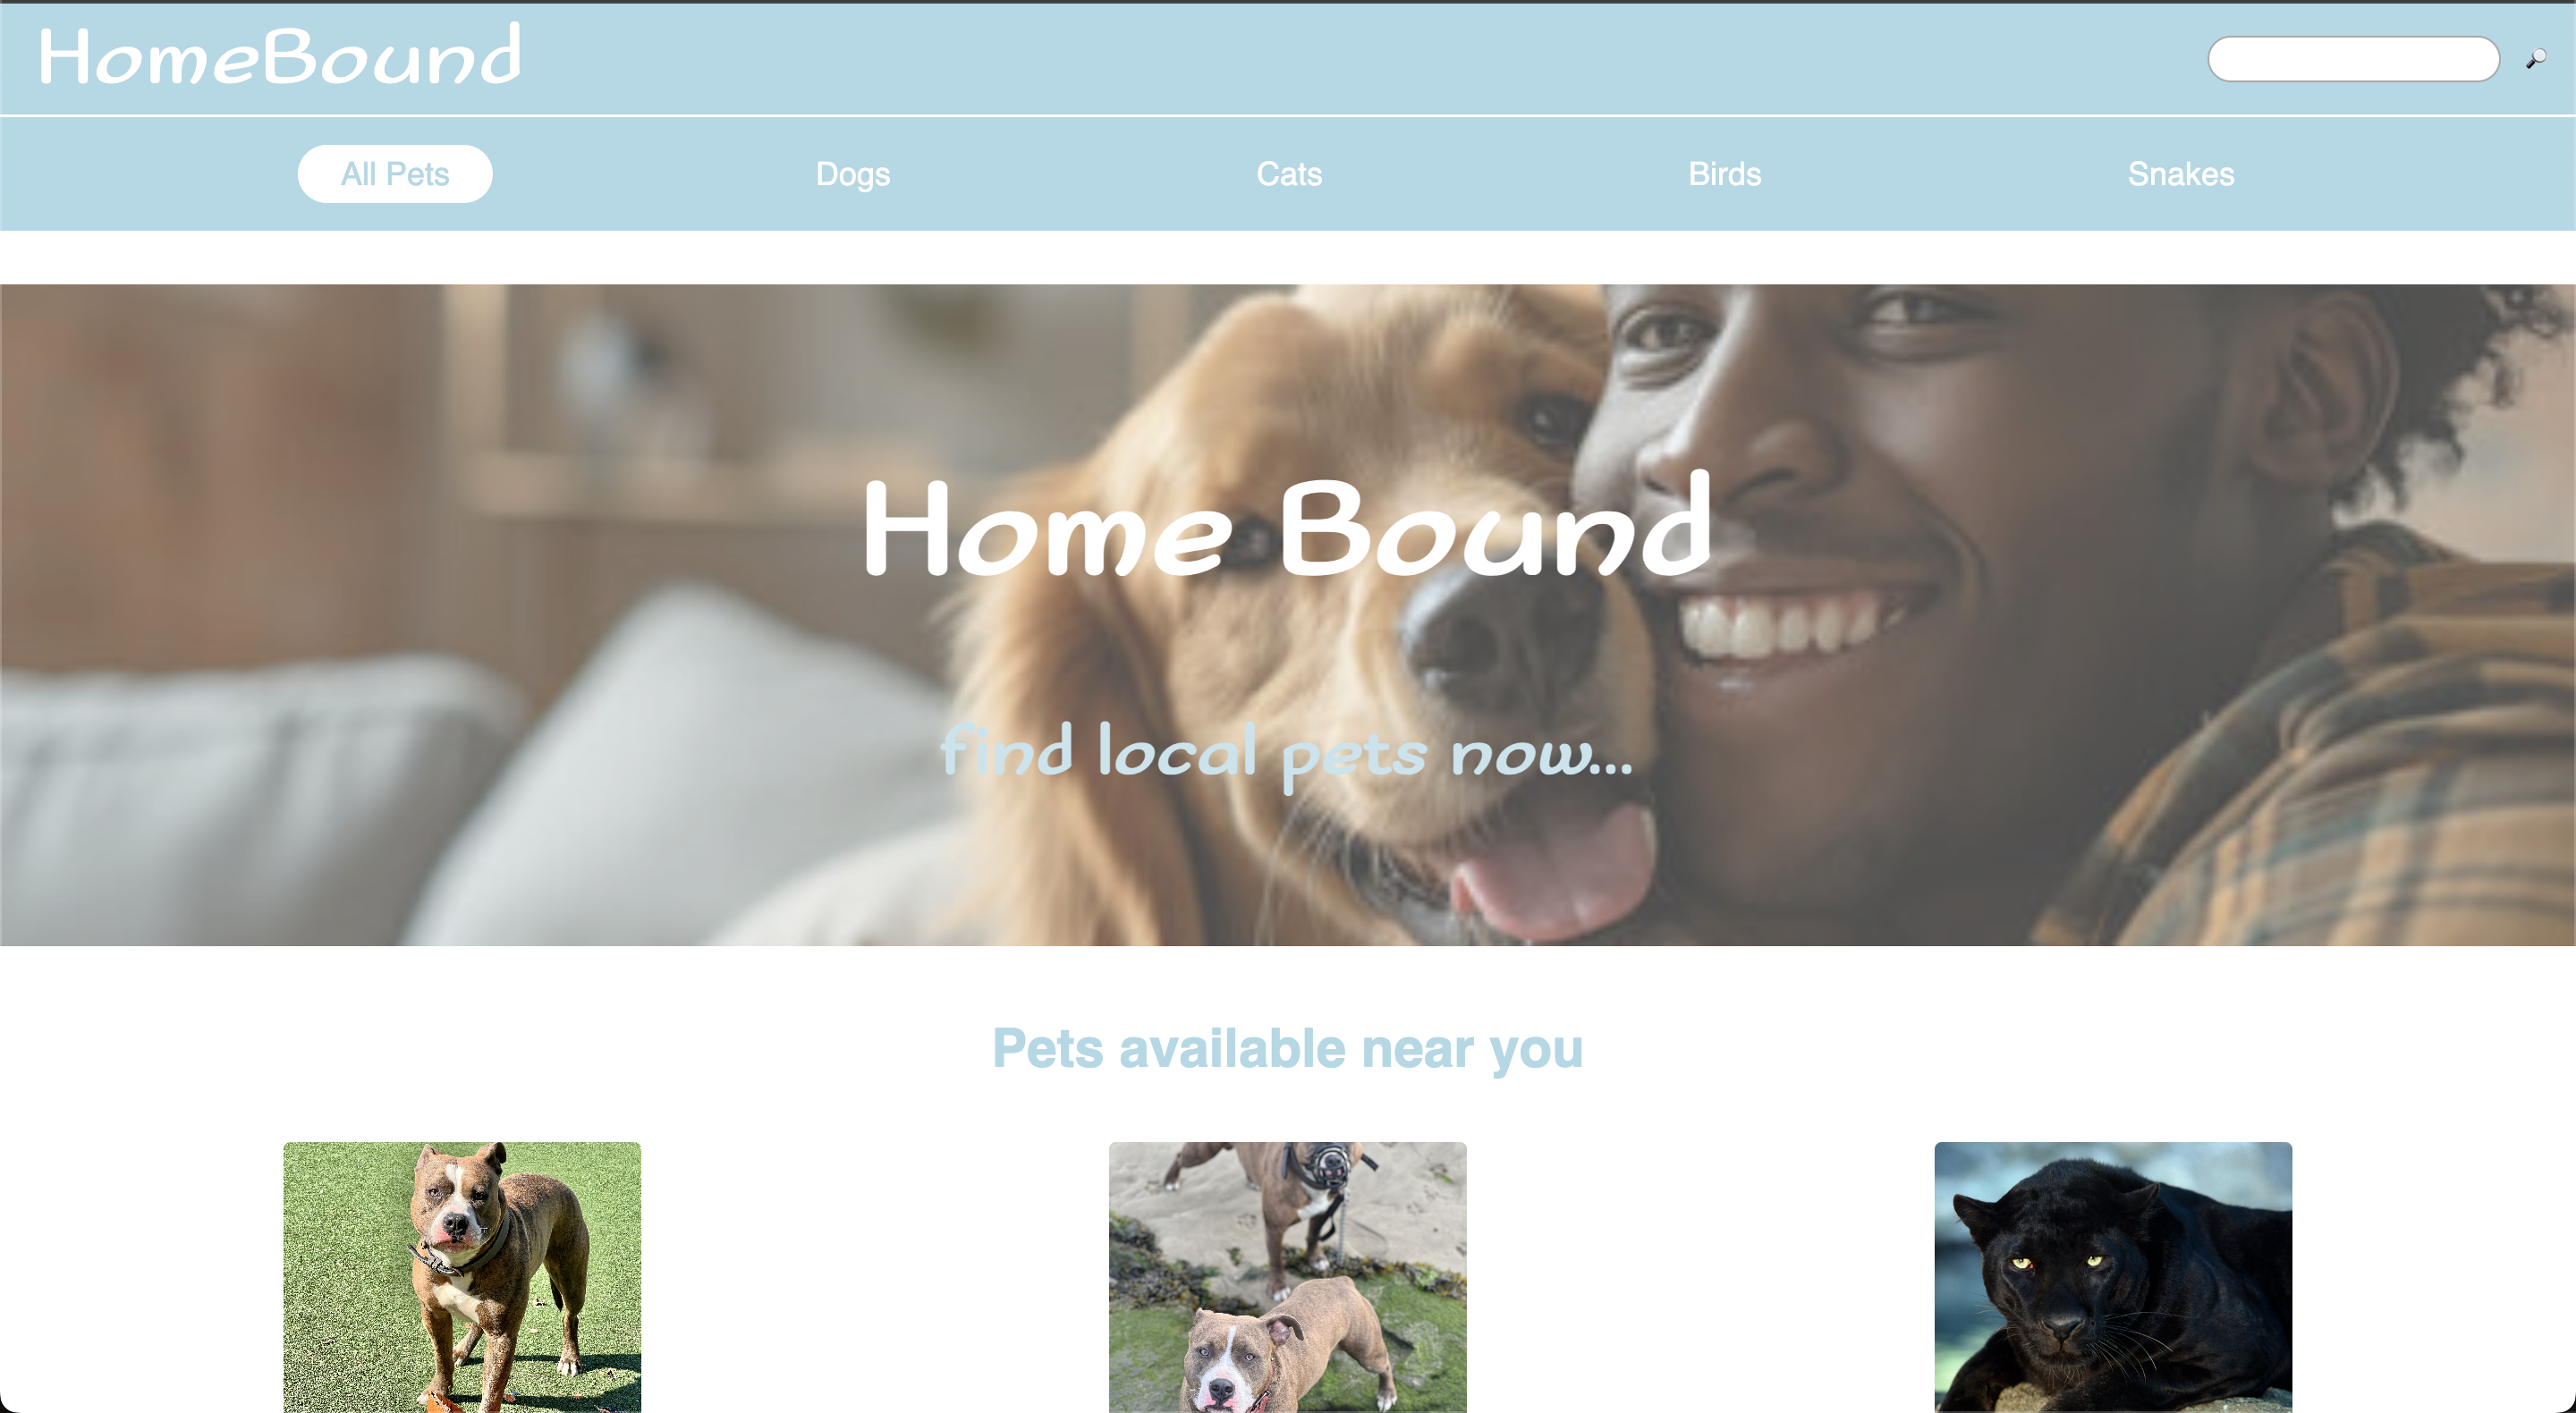 HomeBound
All Pets Dogs Cats Birds Snakes
Home Bound
find local pets now...
Pets available near you